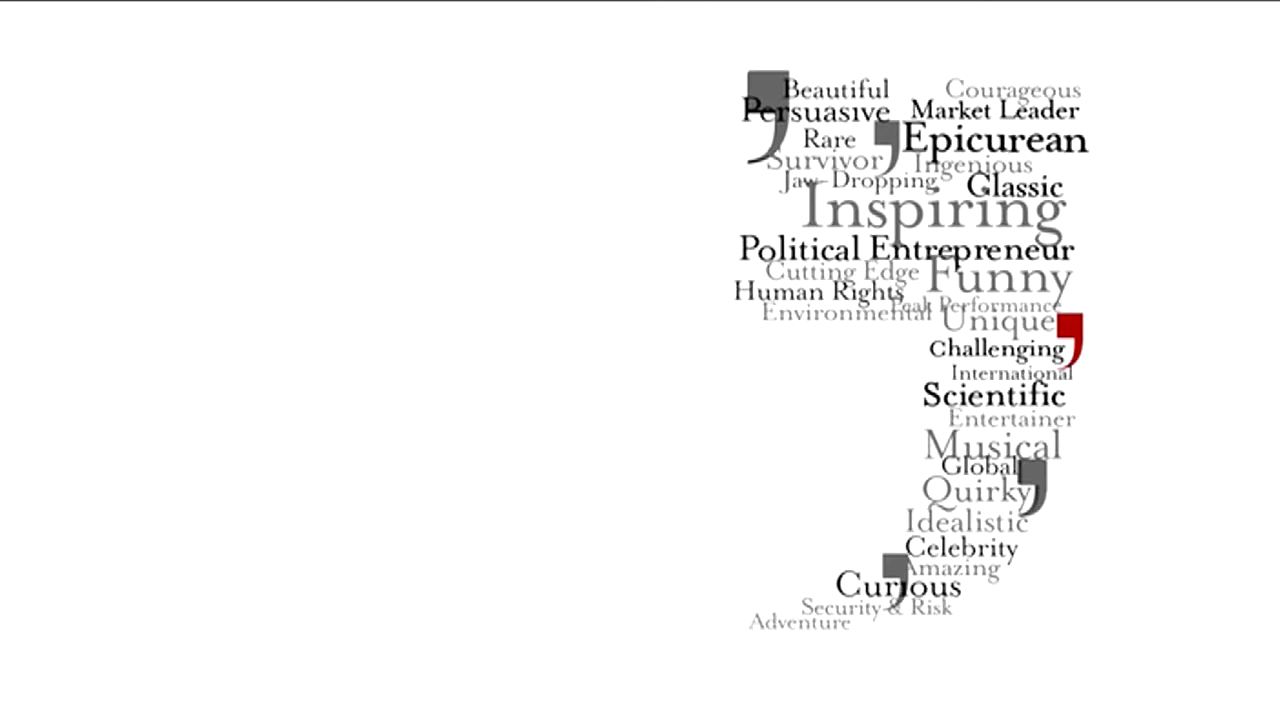 Beautiful Courageous
Persuasive Market Leader
Rare Epicurean
Survivor Ingenious
Jaw-Dropping Classic
Inspiring
Political Entrepreneur
Cutting Edge Funny
Human Rights
Peak Performance
Environmental Unique
Challenging
International
Scientific
Entertainer
Musical
Global
Quirky
Idealistic
Celebrity
Amazing
Curious
Security & Risk
Adventure